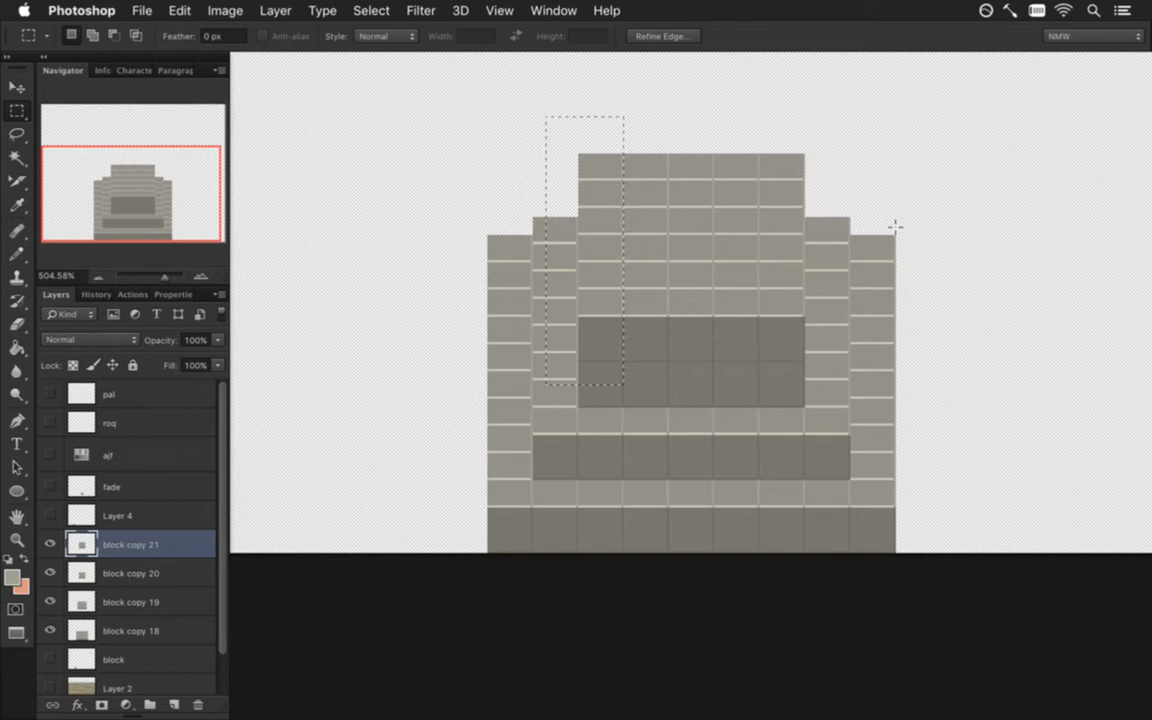 Photoshop File Edit Image Layer Type Select Filter 3D View Window Help
Feather: 0 px Anti-alias Style: Normal Width: Height: Refine Edge... NMW
Navigator Info Characte Paragrap
504.58%
Layers History Actions Propertie
Kind T
Normal Opacity: 100%
Lock: Fill: 100%
pal
roq
ajf
fade
Layer 4
block copy 21
block copy 20
block copy 19
block copy 18
block
Layer 2
fx